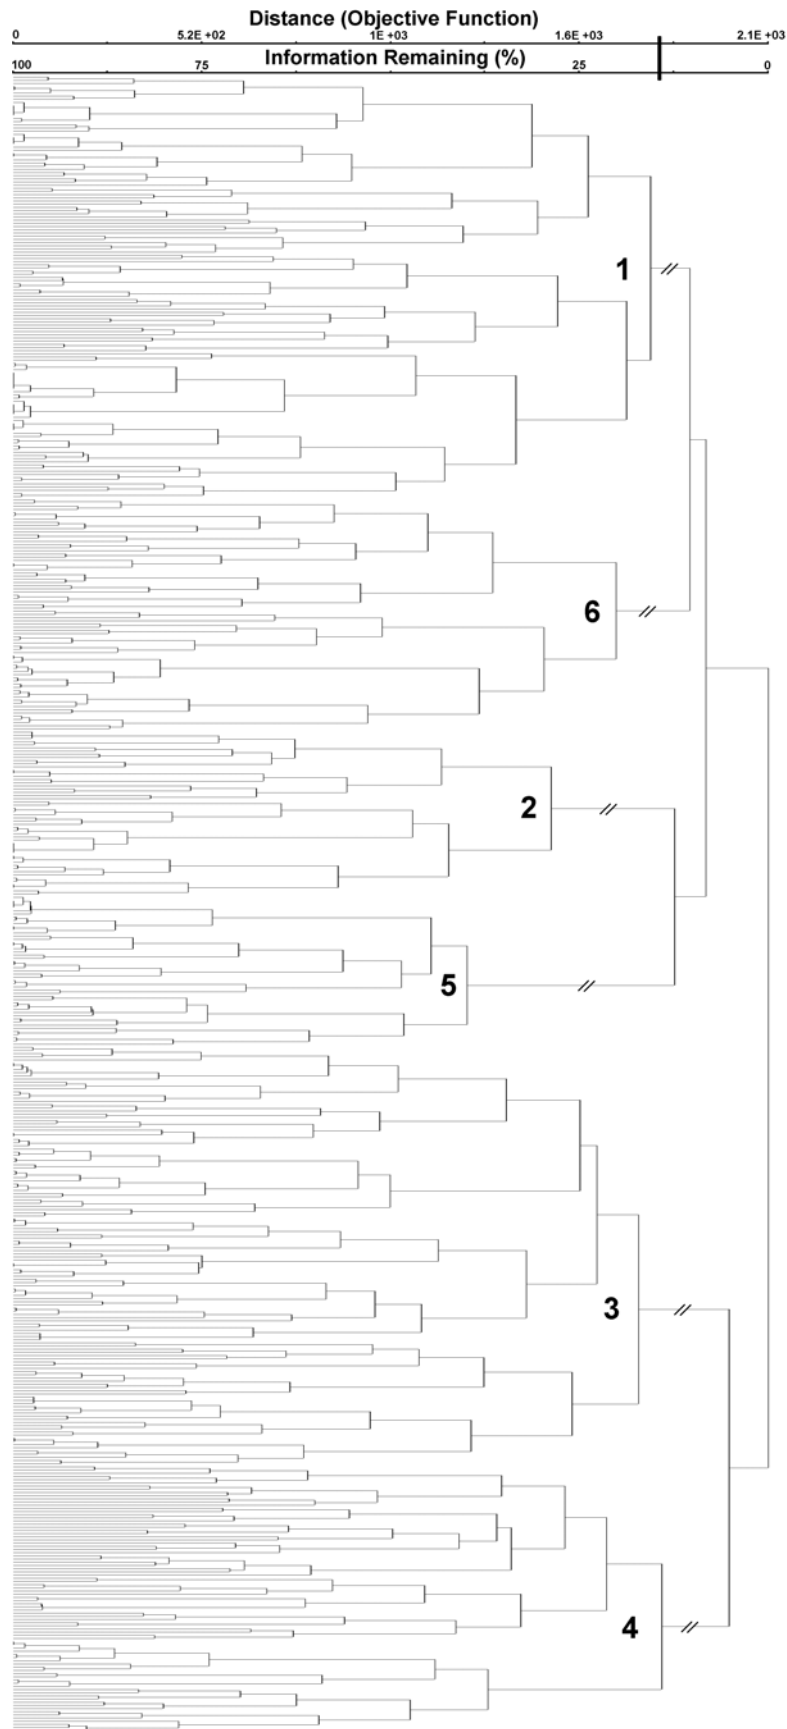 Distance (Objective Function)
0 5.2E +02 1E +03 1.6E +03 2.1E +03
Information Remaining (%)
100 75 25 0
1
6
2
5
3
4